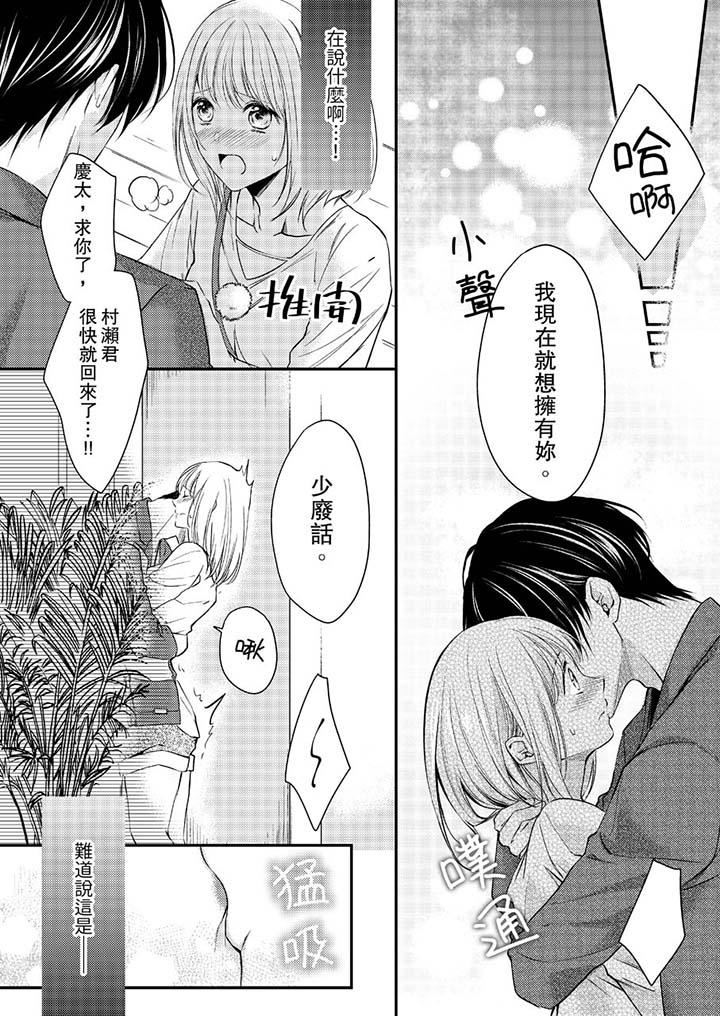 哈啊
小聲
我現在就想擁有妳。
噗通
在說什麼啊…！
推開
慶太，求你了，
村瀨君
很快就回來了…!!
少廢話。
啾
猛吸
難道說這是——